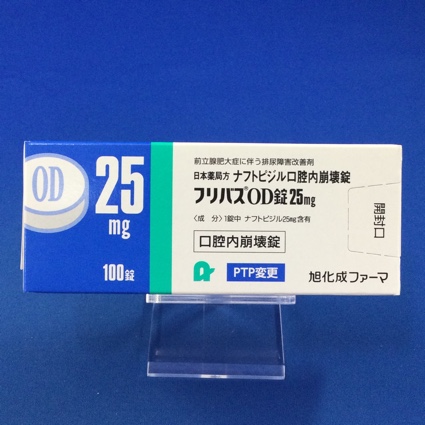 OD
25
mg
100錠
前立腺肥大症に伴う排尿障害改善剤
日本薬局方 ナフトピジル口腔内崩壊錠
フリバス®OD錠25mg
〈成 分〉1錠中 ナフトピジル25mg含有
口腔内崩壊錠
PTP変更
旭化成ファーマ
開封口